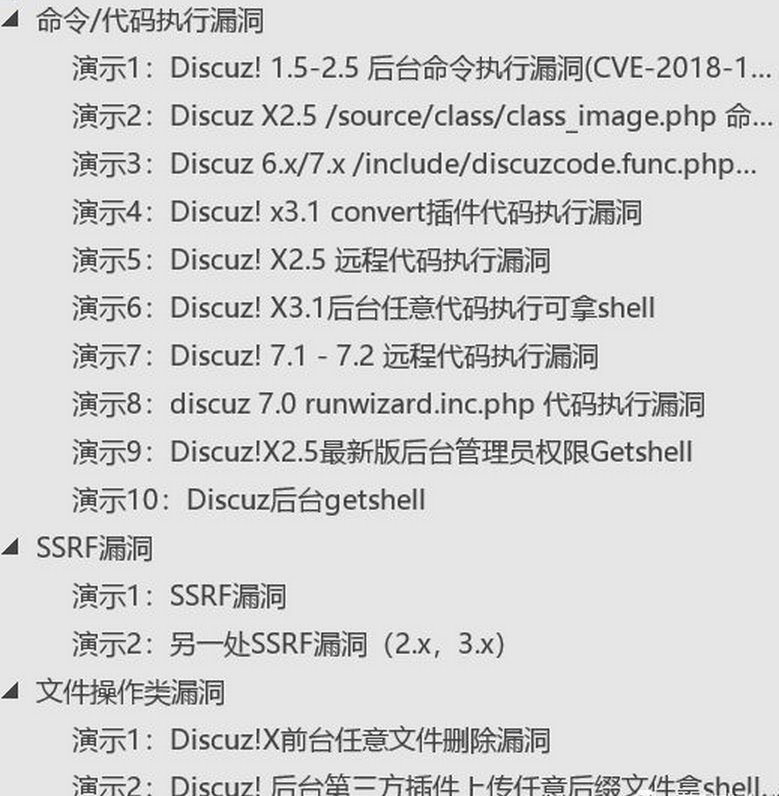 命令/代码执行漏洞
演示1：Discuz! 1.5-2.5 后台命令执行漏洞(CVE-2018-1...
演示2：Discuz X2.5 /source/class/class_image.php 命...
演示3：Discuz 6.x/7.x /include/discuzcode.func.php...
演示4：Discuz! x3.1 convert插件代码执行漏洞
演示5：Discuz! X2.5 远程代码执行漏洞
演示6：Discuz! X3.1后台任意代码执行可拿shell
演示7：Discuz! 7.1 - 7.2 远程代码执行漏洞
演示8：discuz 7.0 runwizard.inc.php 代码执行漏洞
演示9：Discuz!X2.5最新版后台管理员权限Getshell
演示10：Discuz后台getshell
SSRF漏洞
演示1：SSRF漏洞
演示2：另一处SSRF漏洞（2.x，3.x）
文件操作类漏洞
演示1：Discuz!X前台任意文件删除漏洞
演示2：Discuz! 后台第三方插件上传任意后缀文件拿shell...